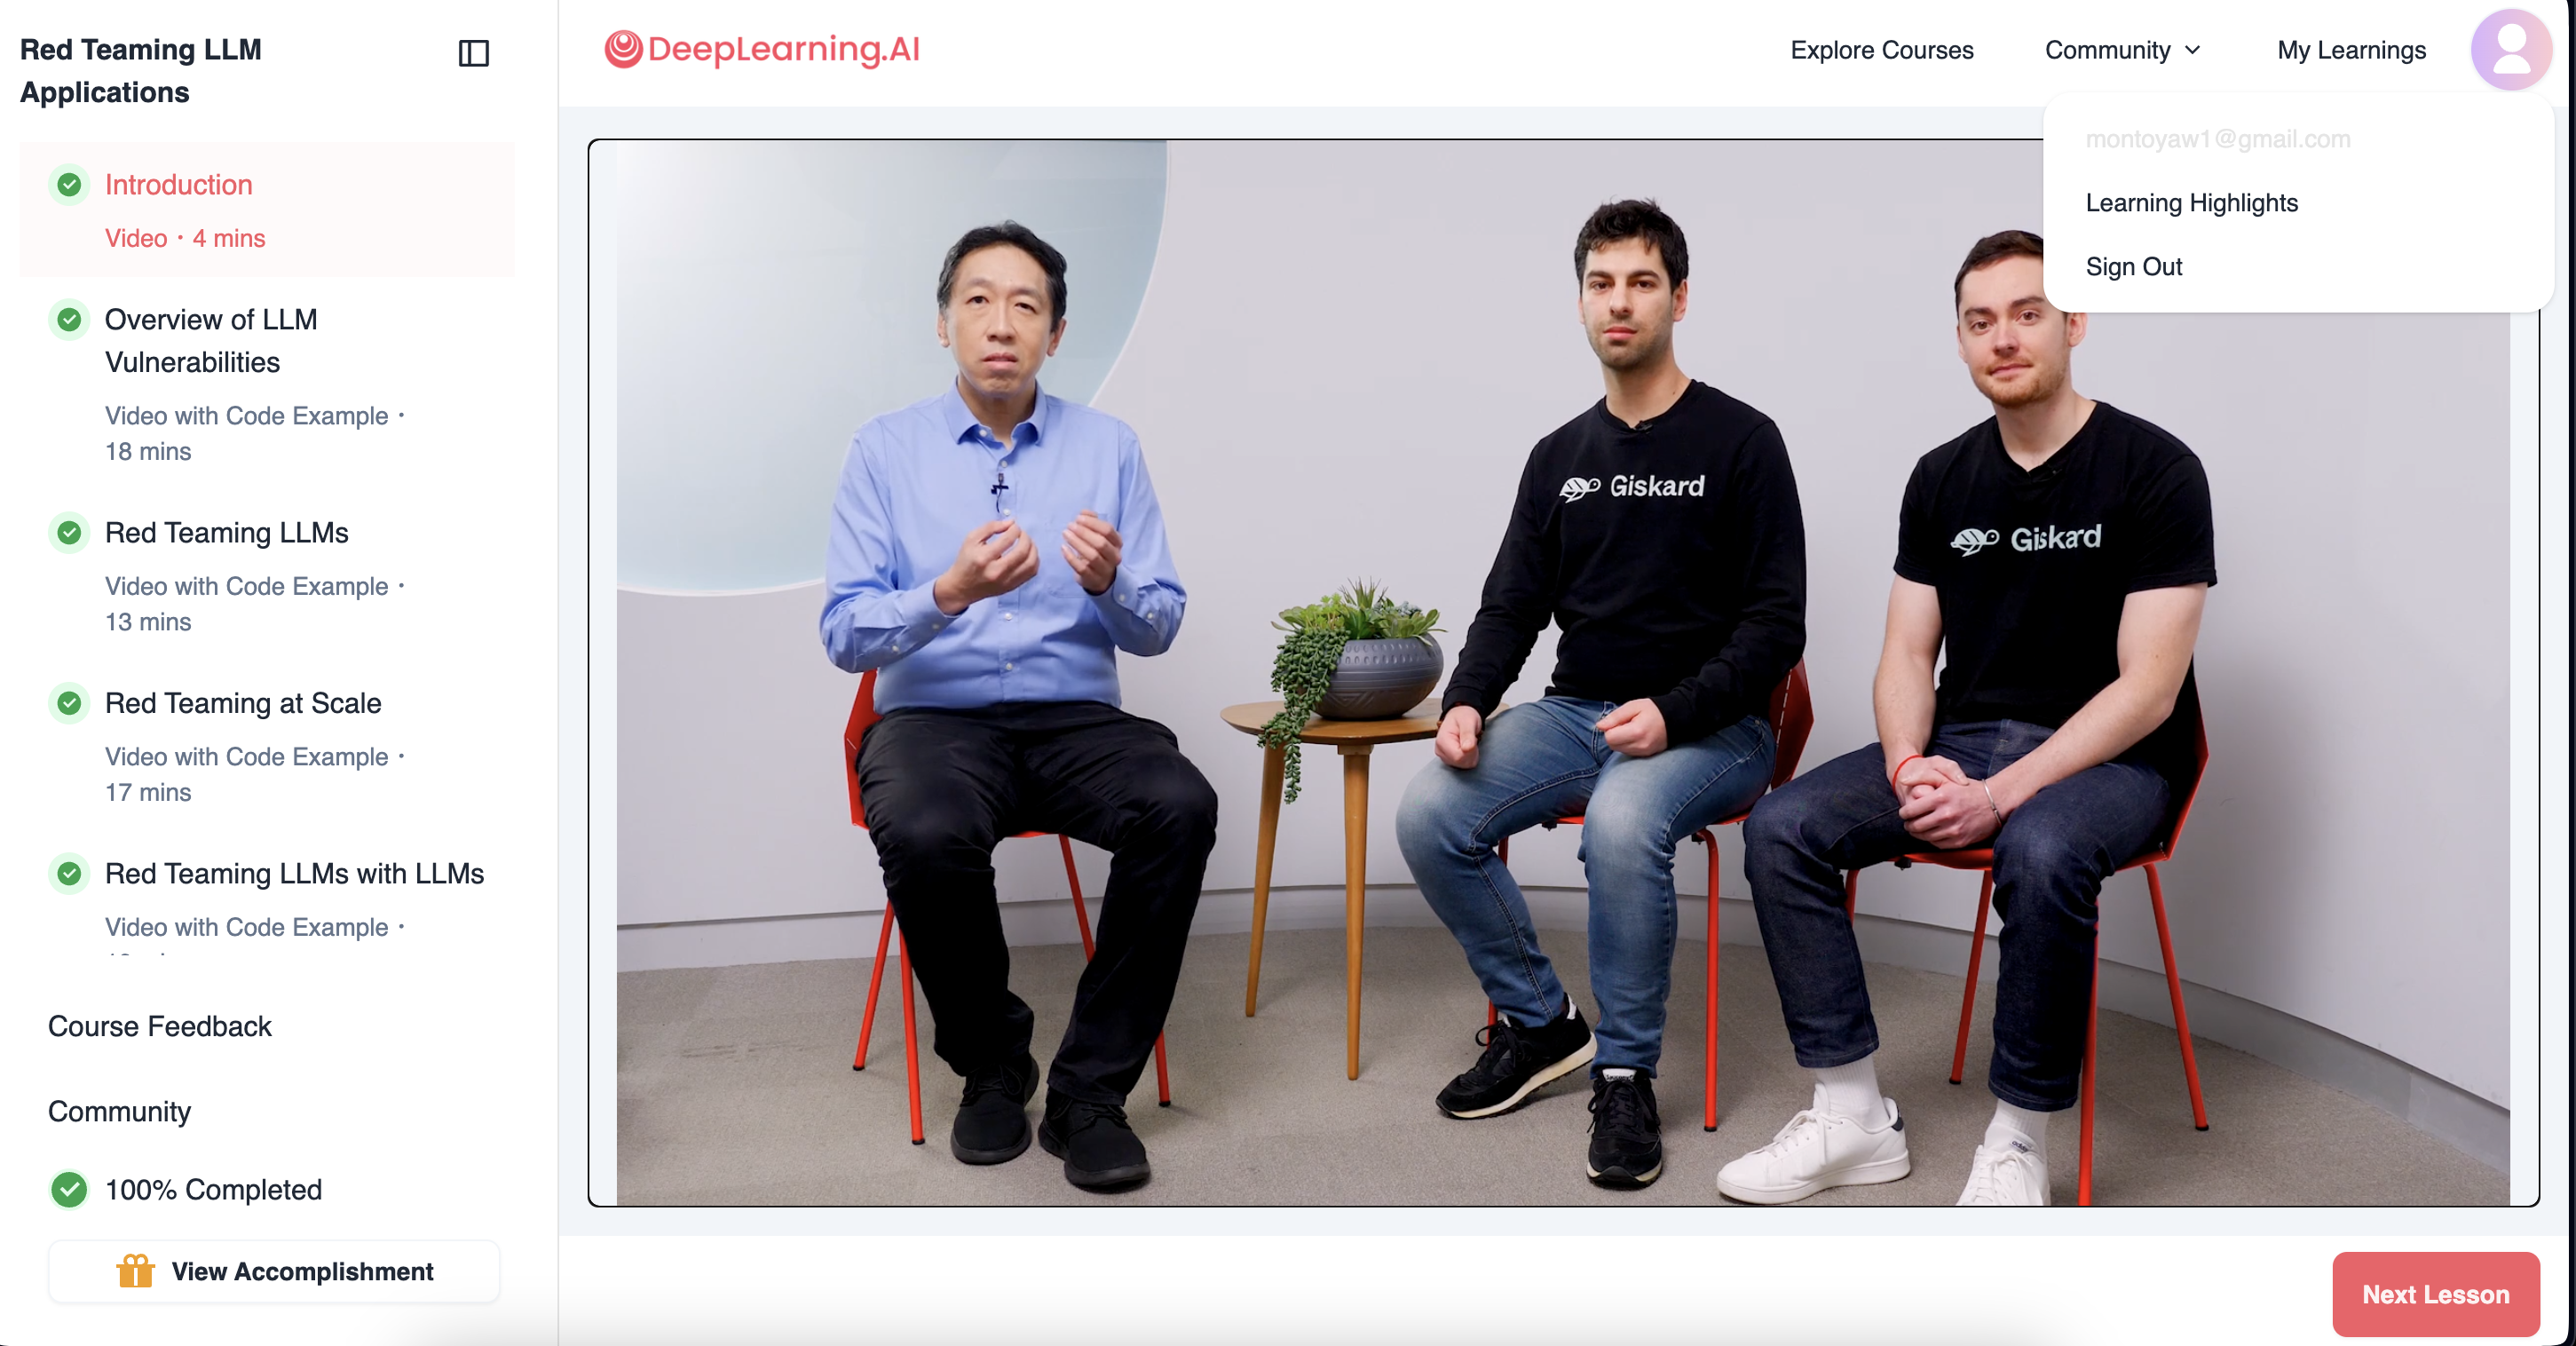 Red Teaming LLM
Applications
Introduction
Video · 4 mins
Overview of LLM
Vulnerabilities
Video with Code Example ·
18 mins
Red Teaming LLMs
Video with Code Example ·
13 mins
Red Teaming at Scale
Video with Code Example ·
17 mins
Red Teaming LLMs with LLMs
Video with Code Example ·
Course Feedback
Community
100% Completed
View Accomplishment
DeepLearning.AI
Explore Courses
Community
My Learnings
montoyaw1@gmail.com
Learning Highlights
Sign Out
Giskard
Giskard
Next Lesson